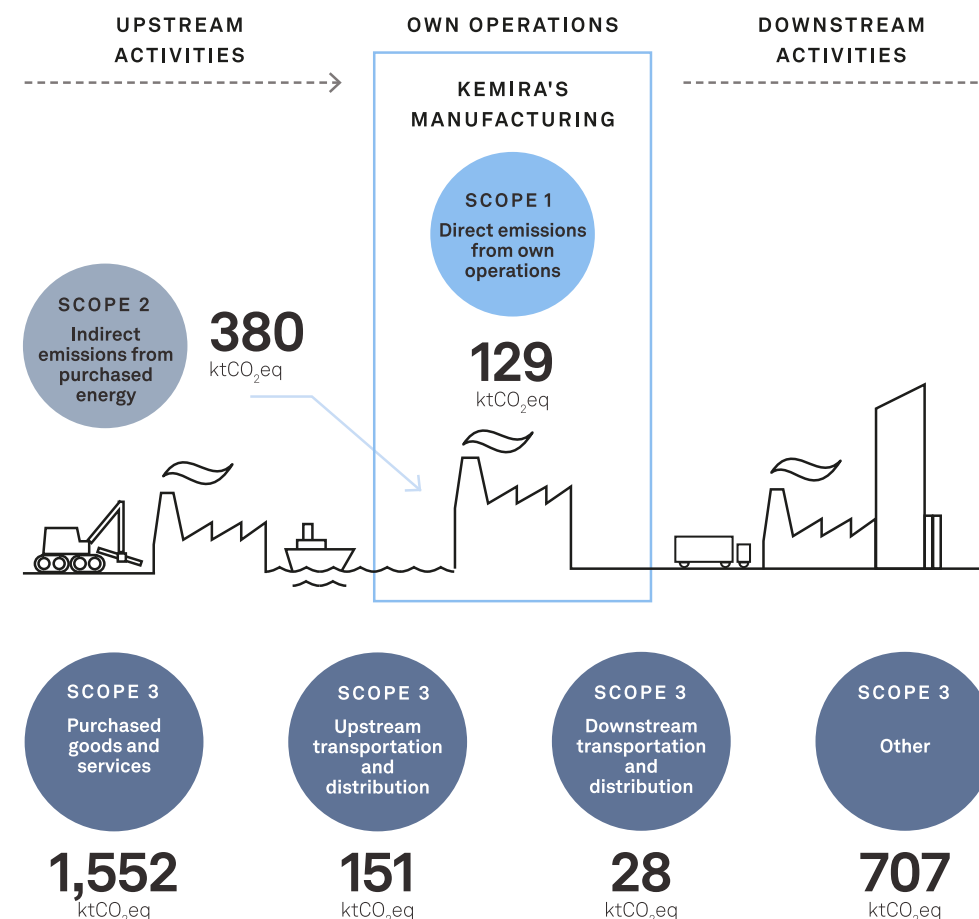 UPSTREAM
ACTIVITIES
OWN OPERATIONS
DOWNSTREAM
ACTIVITIES
KEMIRA'S
MANUFACTURING
SCOPE 1
Direct emissions
from own
operations
129
ktCO₂eq
SCOPE 2
Indirect
emissions from
purchased
energy
380
ktCO₂eq
SCOPE 3
Purchased
goods and
services
1,552
ktCO₂eq
SCOPE 3
Upstream
transportation
and
distribution
151
ktCO₂eq
SCOPE 3
Downstream
transportation
and
distribution
28
ktCO₂eq
SCOPE 3
Other
707
ktCO₂eq